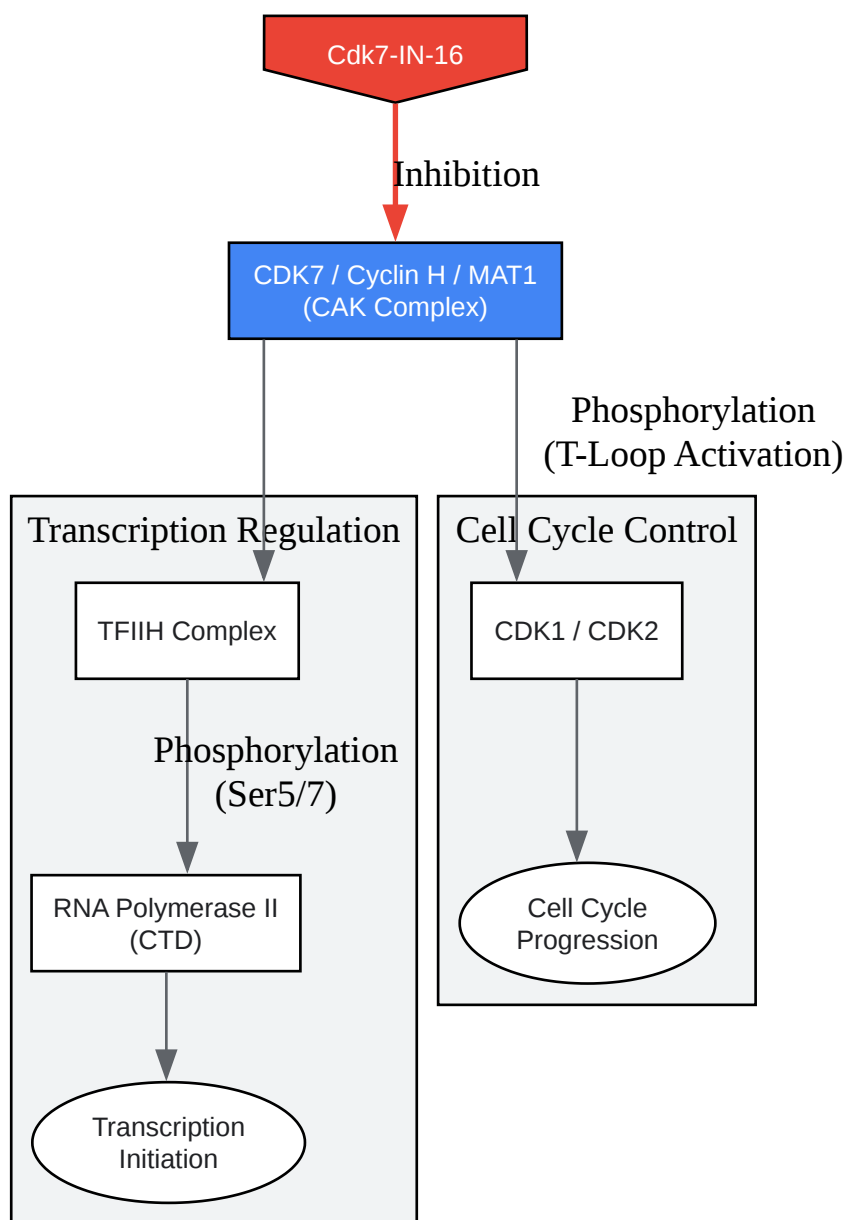 Cdk7-IN-16
Inhibition
CDK7 / Cyclin H / MAT1
(CAK Complex)
Phosphorylation
(T-Loop Activation)
Transcription Regulation
Cell Cycle Control
TFIIH Complex
CDK1 / CDK2
Phosphorylation
(Ser5/7)
RNA Polymerase II
(CTD)
Cell Cycle
Progression
Transcription
Initiation